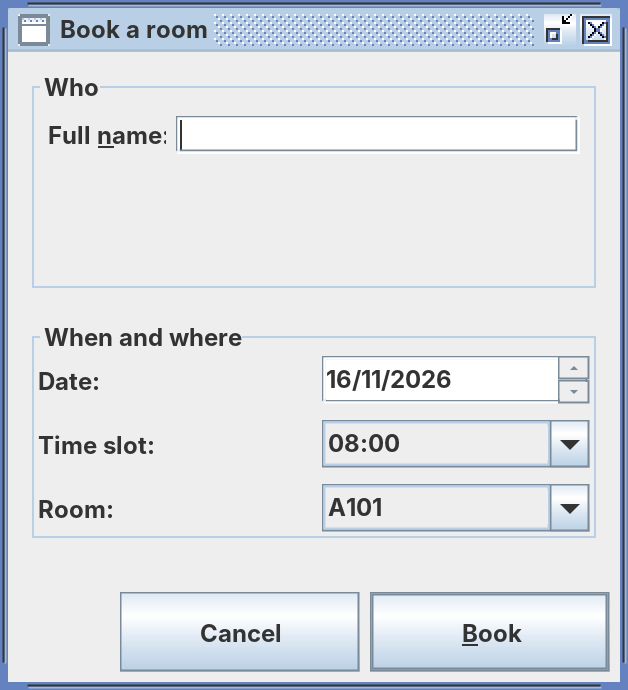 Book a room
Who
Full name:
When and where
Date: 16/11/2026
Time slot: 08:00
Room: A101
Cancel Book